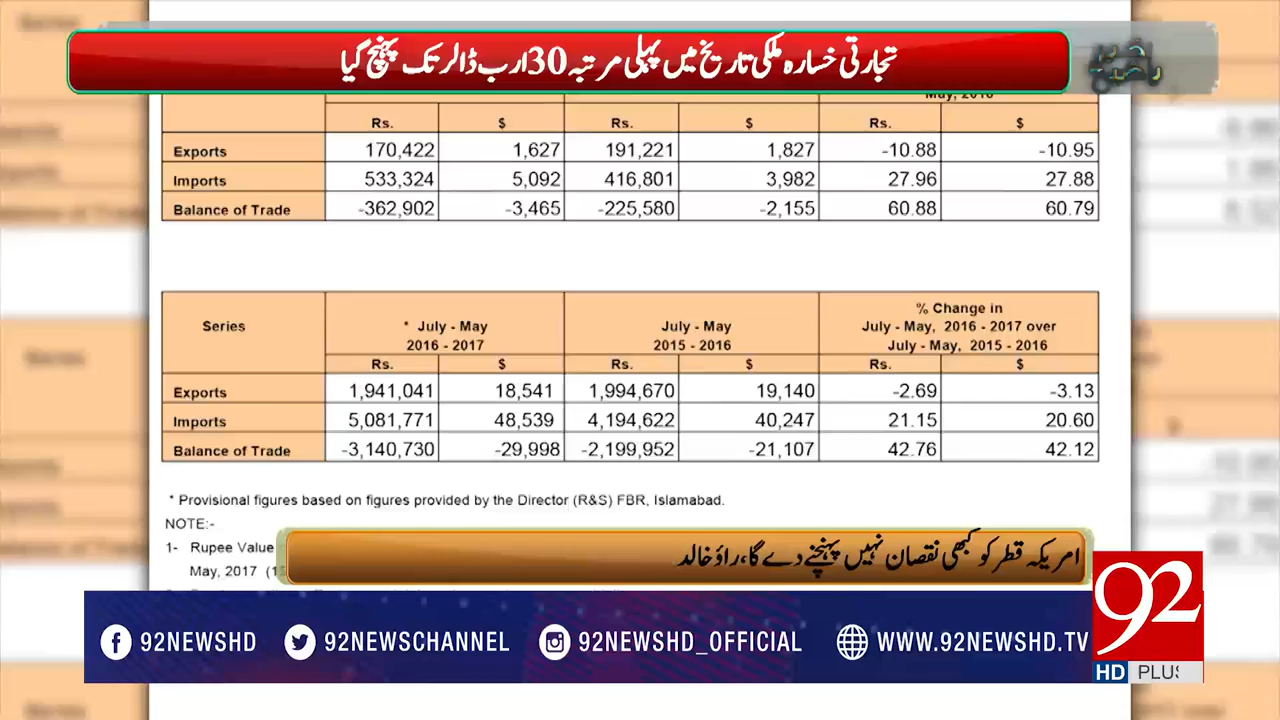 تجارتی خسارہ ملکی تاریخ میں پہلی مرتبہ 30 ارب ڈالر تک پہنچ گیا
May, 2016
Rs. $ Rs. $ Rs. $
Exports 170,422 1,627 191,221 1,827 -10.88 -10.95
Imports 533,324 5,092 416,801 3,982 27.96 27.88
Balance of Trade -362,902 -3,465 -225,580 -2,155 60.88 60.79
Series
* July - May
2016 - 2017
July - May
2015 - 2016
% Change in
July - May, 2016 - 2017 over
July - May, 2015 - 2016
Rs. $ Rs. $ Rs. $
Exports 1,941,041 18,541 1,994,670 19,140 -2.69 -3.13
Imports 5,081,771 48,539 4,194,622 40,247 21.15 20.60
Balance of Trade -3,140,730 -29,998 -2,199,952 -21,107 42.76 42.12
* Provisional figures based on figures provided by the Director (R&S) FBR, Islamabad.
NOTE:-
1- Rupee Value
May, 2017
امریکہ قطر کو کبھی نقصان نہیں پہنچنے دے گا، راؤ خالد
92NEWSHD 92NEWSCHANNEL 92NEWSHD_OFFICIAL WWW.92NEWSHD.TV
92
HD PLUS